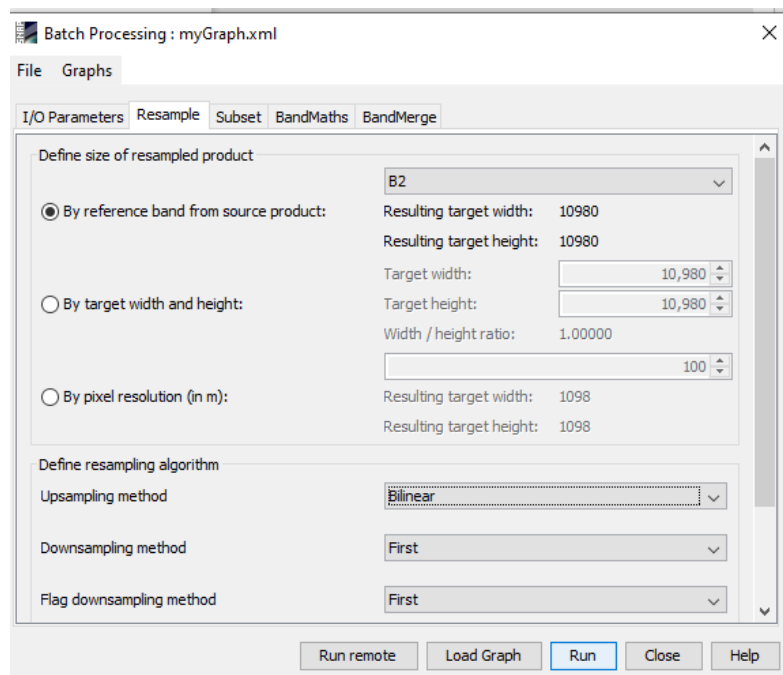 Batch Processing : myGraph.xml
File Graphs
I/O Parameters Resample Subset BandMaths BandMerge
Define size of resampled product
B2
By reference band from source product: Resulting target width: 10980
Resulting target height: 10980
Target width: 10,980
By target width and height: Target height: 10,980
Width / height ratio: 1.00000
100
By pixel resolution (in m): Resulting target width: 1098
Resulting target height: 1098
Define resampling algorithm
Upsampling method Bilinear
Downsampling method First
Flag downsampling method First
Run remote Load Graph Run Close Help